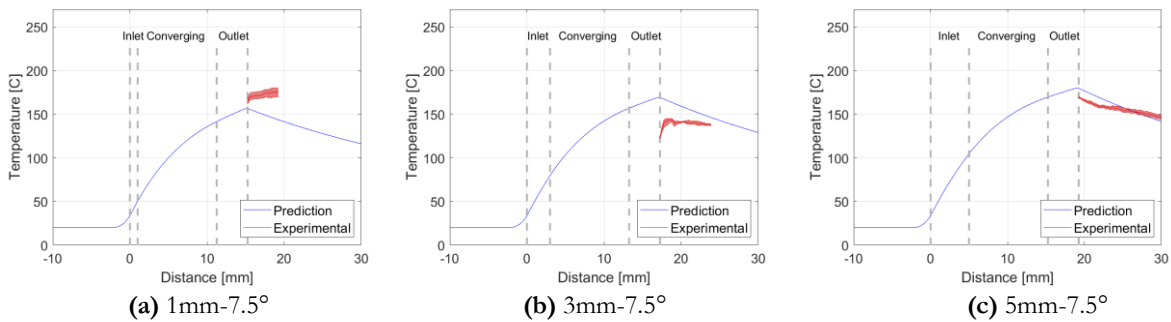 250
200
150
100
50
0
Temperature [C]
Inlet Converging Outlet
Prediction
Experimental
-10 0 10 20 30
Distance [mm]
(a) 1mm-7.5°
250
200
150
100
50
0
Temperature [C]
Inlet Converging Outlet
Prediction
Experimental
-10 0 10 20 30
Distance [mm]
(b) 3mm-7.5°
250
200
150
100
50
0
Temperature [C]
Inlet Converging Outlet
Prediction
Experimental
-10 0 10 20 30
Distance [mm]
(c) 5mm-7.5°